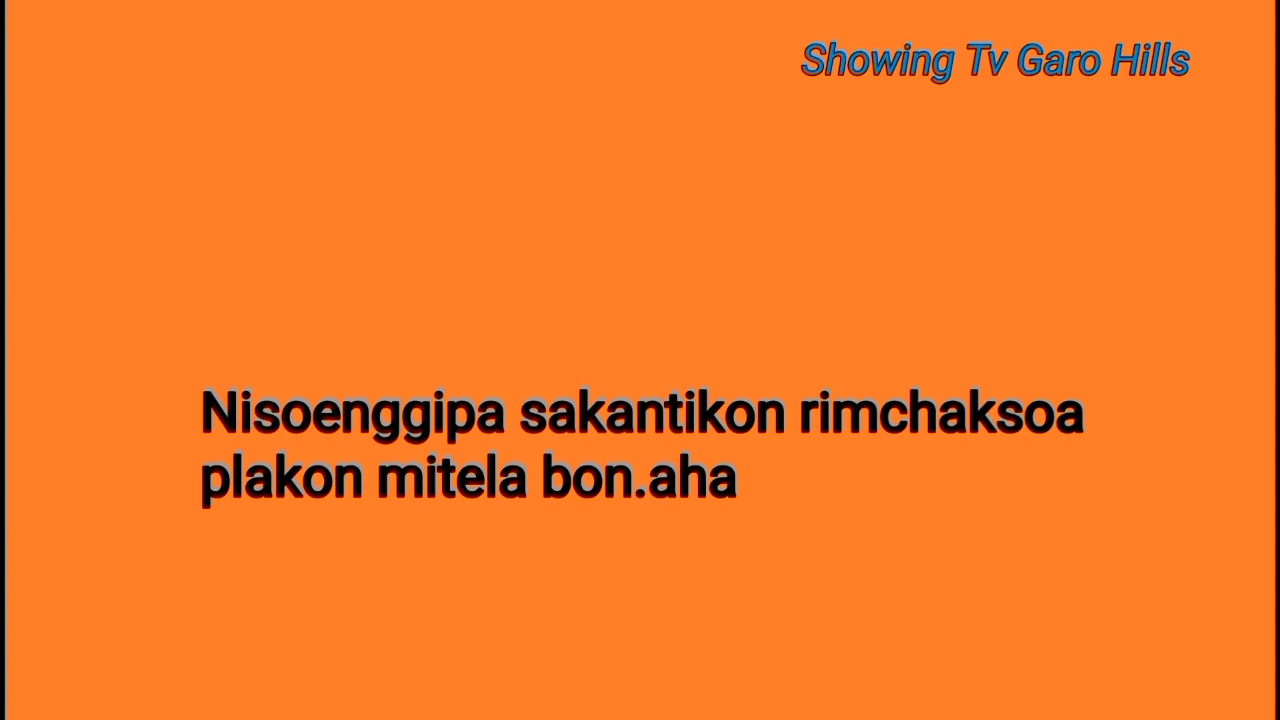 Showing Tv Garo Hills
Nisoenggipa sakantikon rimchaksoa
plakon mitela bon.aha